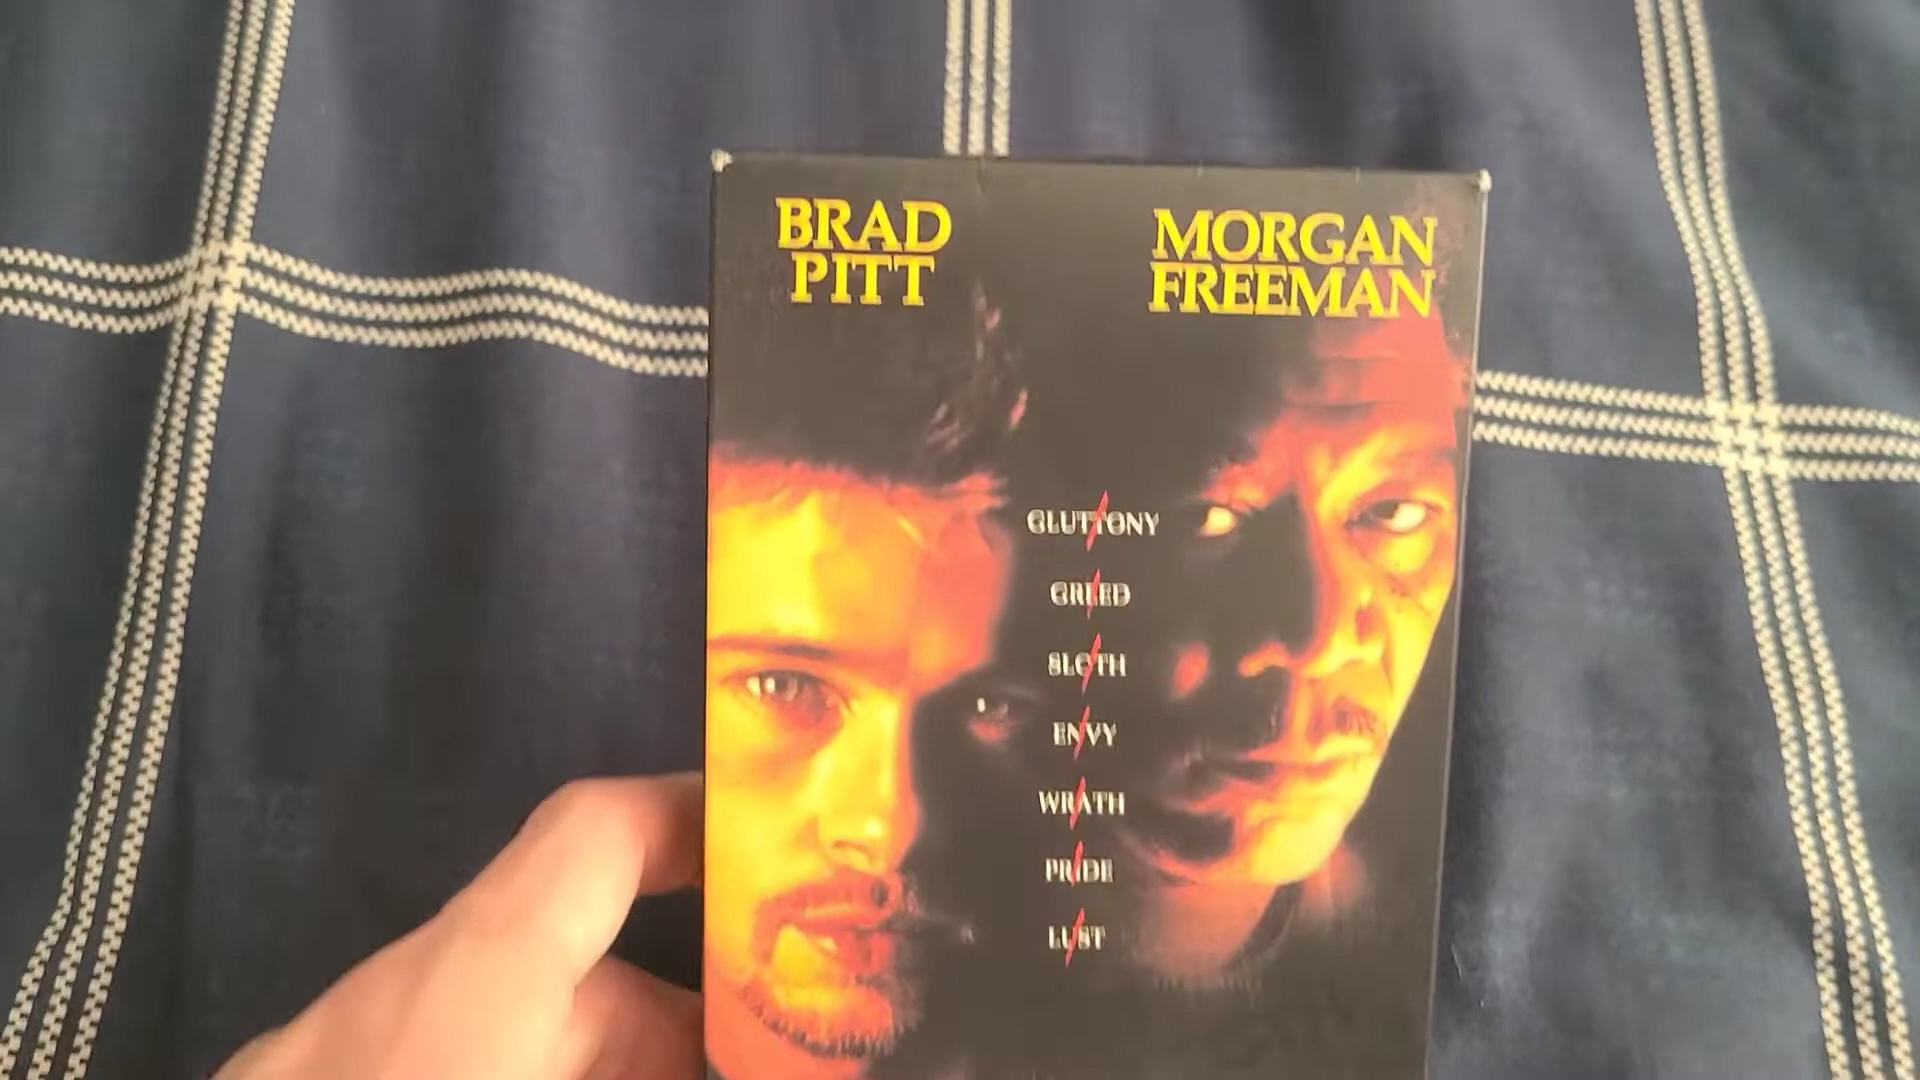 BRAD
PITT
MORGAN
FREEMAN
GLUTTONY
GREED
SLOTH
ENVY
WRATH
PRIDE
LUST